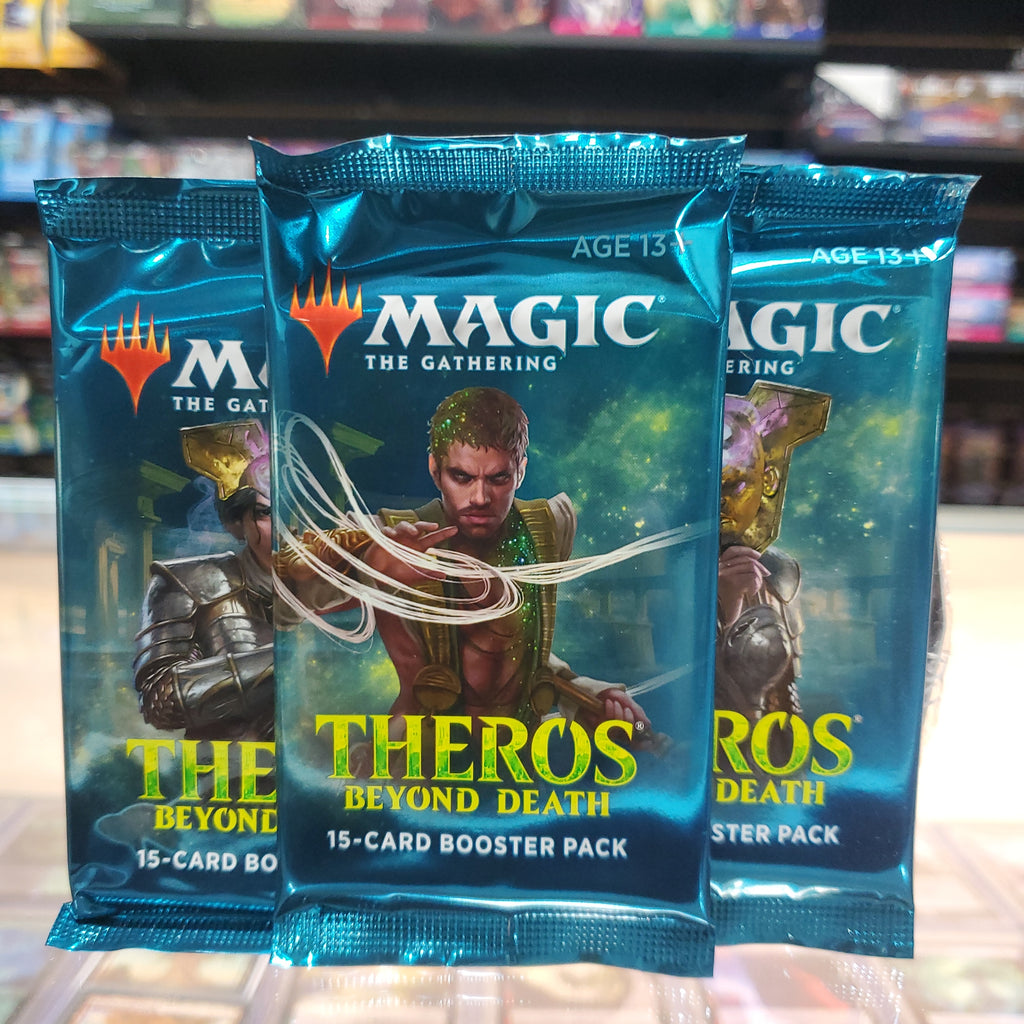 AGE 13+
MAGIC®
THE GATHERING
THEROS®
BEYOND DEATH
15-CARD BOOSTER PACK
M
THE GAT
THE
BEYOND
15-CARD BO
AGE 13+
AGIC®
ERING
ROS®
DEATH
STER PACK